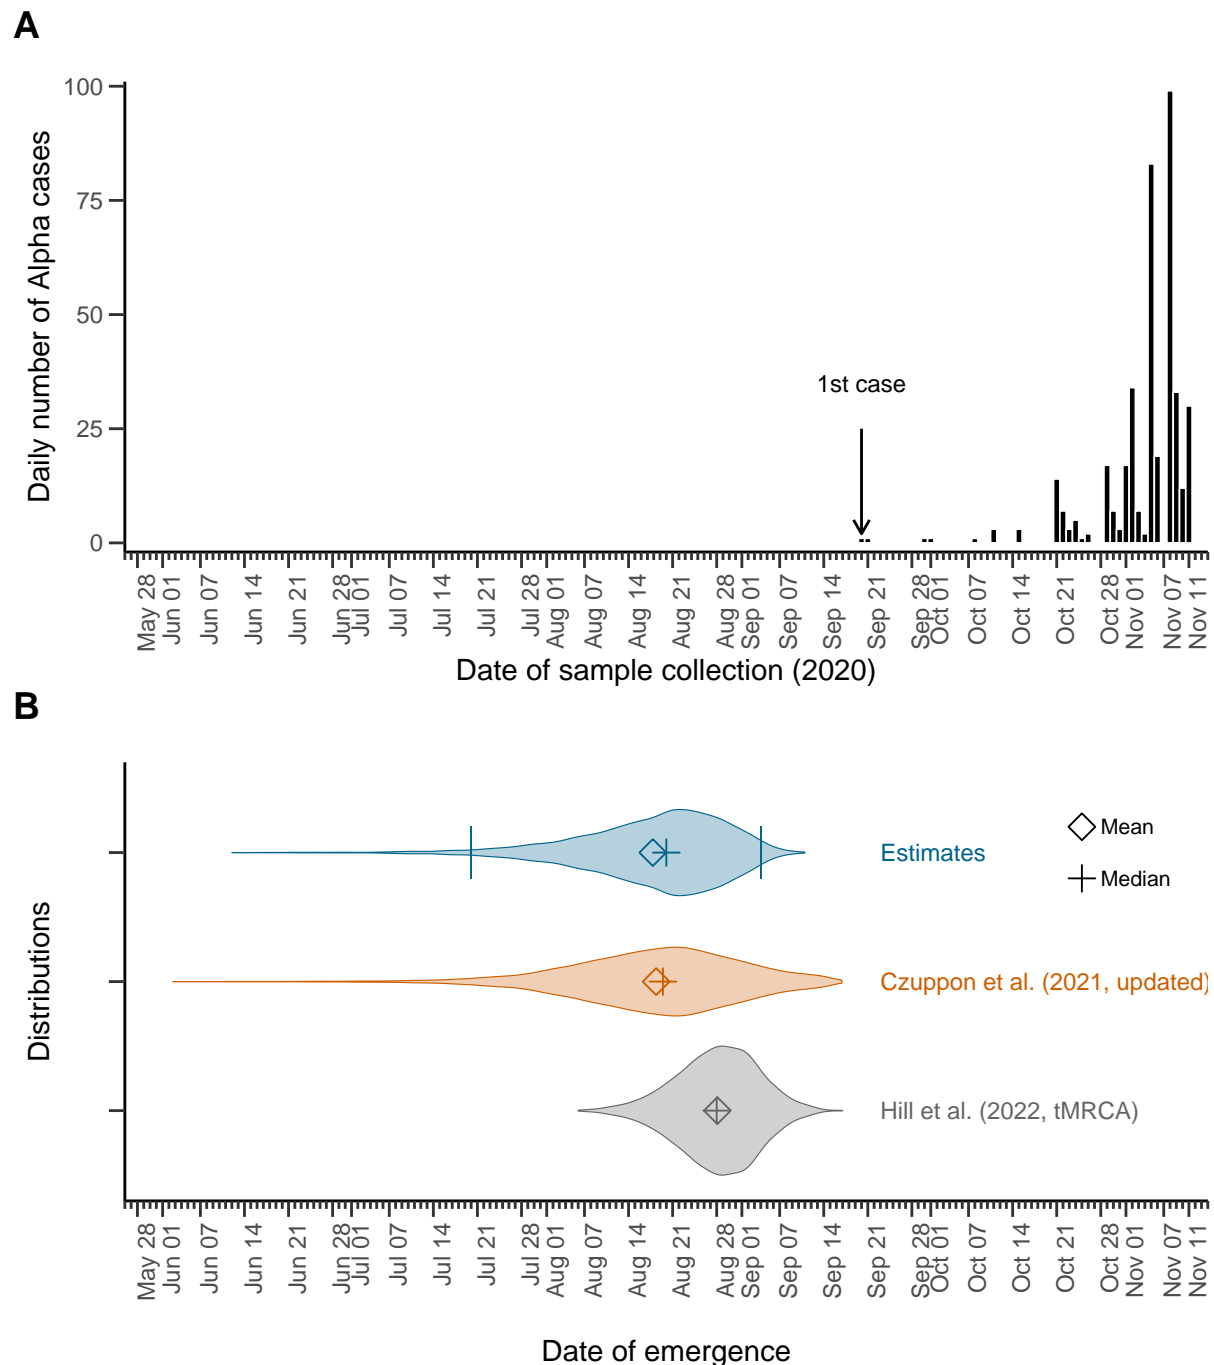 A
Daily number of Alpha cases
100
75
50
25
0
1st case
May 28
Jun 01
Jun 07
Jun 14
Jun 21
Jun 28
Jul 01
Jul 07
Jul 14
Jul 21
Jul 28
Aug 01
Aug 07
Aug 14
Aug 21
Aug 28
Sep 01
Sep 07
Sep 14
Sep 21
Sep 28
Oct 01
Oct 07
Oct 14
Oct 21
Oct 28
Nov 01
Nov 07
Nov 11
Date of sample collection (2020)
B
Distributions
Estimates
Mean
Median
Czuppon et al. (2021, updated)
Hill et al. (2022, tMRCA)
May 28
Jun 01
Jun 07
Jun 14
Jun 21
Jun 28
Jul 01
Jul 07
Jul 14
Jul 21
Jul 28
Aug 01
Aug 07
Aug 14
Aug 21
Aug 28
Sep 01
Sep 07
Sep 14
Sep 21
Sep 28
Oct 01
Oct 07
Oct 14
Oct 21
Oct 28
Nov 01
Nov 07
Nov 11
Date of emergence